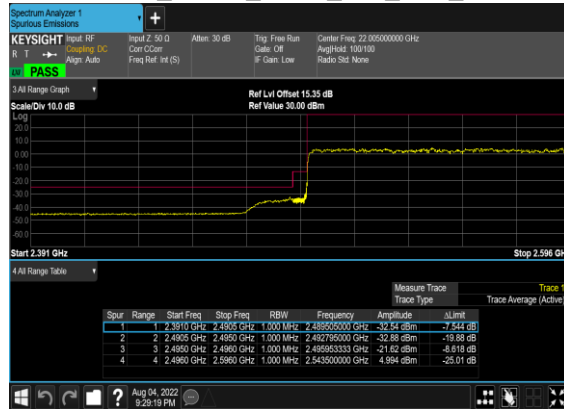 Spectrum Analyzer 1
Spurious Emissions
+
KEYSIGHT Input: RF Input Z: 50 Ω Atten: 30 dB Trig: Free Run Center Freq: 22.005000000 GHz
R T Coupling: DC Corr CCorr Gate: Off Avg|Hold: 100/100
Align: Auto Freq Ref: Int (S) IF Gain: Low Radio Std: None
PASS
3 All Range Graph
Ref Lvl Offset 15.35 dB
Scale/Div 10.0 dB Ref Value 30.00 dBm
Log
20.0
10.0
0.00
-10.0
-20.0
-30.0
-40.0
-50.0
-60.0
Start 2.391 GHz Stop 2.596 GH
4 All Range Table
Measure Trace Trace 1
Trace Type Trace Average (Active)
Spur Range Start Freq Stop Freq RBW Frequency Amplitude ΔLimit
1 1 2.3910 GHz 2.4905 GHz 1.000 MHz 2.489505000 GHz -32.54 dBm -7.544 dB
2 2 2.4905 GHz 2.4950 GHz 1.000 MHz 2.492795000 GHz -32.88 dBm -19.88 dB
3 3 2.4950 GHz 2.4960 GHz 1.000 MHz 2.495953333 GHz -21.62 dBm -8.618 dB
4 4 2.4960 GHz 2.5960 GHz 1.000 MHz 2.543500000 GHz 4.994 dBm -25.01 dB
? Aug 04, 2022
9:29:19 PM